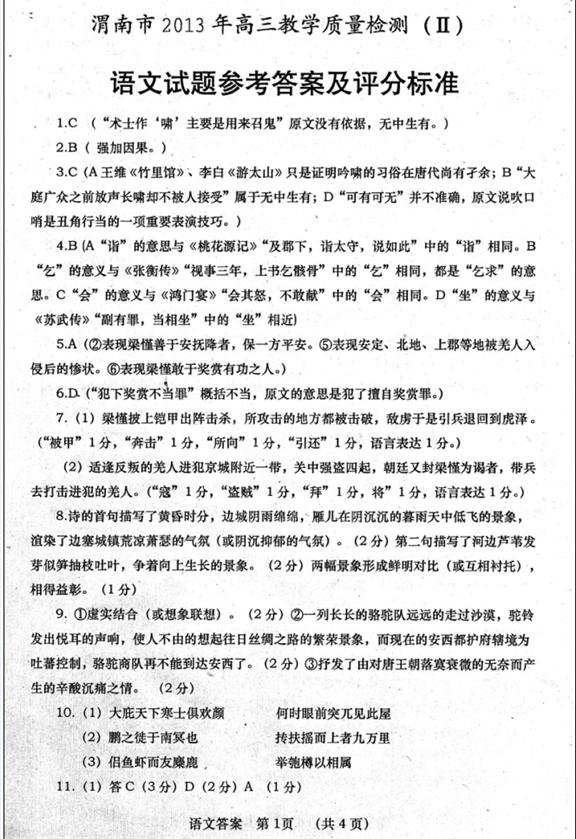 渭南市 2013 年高三教学质量检测（Ⅱ）
语文试题参考答案及评分标准
1.C （“术士作‘啸’主要是用来召鬼”原文没有依据，无中生有。）
2.B（ 强加因果。）
3.C（A 王维《竹里馆》、李白《游太山》只是证明吟啸的习俗在唐代尚有孑余；B“大
庭广众之前放声长啸却不被人接受”属于无中生有；D“可有可无”并不准确，原文说吹口
哨是丑角行当的一项重要表演技巧。）
4.B（A“诣”的意思与《桃花源记》“及郡下，诣太守，说如此”中的“诣”相同。B
“乞”的意义与《张衡传》“视事三年，上书乞骸骨”中的“乞”相同，都是“乞求”的意
思。C“会”的意义与《鸿门宴》“会其怒，不敢献”中的“会”相同。D“坐”的意义与
《苏武传》“副有罪，当相坐”中的“坐”相近）
5.A（②表现梁慬善于安抚降者，保一方平安。⑤表现安定、北地、上郡等地被羌人入
侵后的惨状。⑥表现梁慬敢于奖赏有功之人。）
6.D.（“犯下奖赏不当罪”概括不当，原文的意思是犯了擅自奖赏罪。）
7.（1）梁慬披上铠甲出阵击杀，所攻击的地方都被击破，敌虏于是引兵退回到虎泽。
（“被甲”1 分，“奔击”1 分，“所向”1 分，“引还”1 分，语言表达 1 分。）
（2）适逢反叛的羌人进犯京城附近一带，关中强盗四起，朝廷又封梁慬为谒者，带兵
去打击进犯的羌人。（“寇”1 分，“盗贼”1 分，“拜”1 分，将”1 分，语言表达 1 分。）
8.诗的首句描写了黄昏时分，边城阴雨绵绵，雁儿在阴沉沉的暮雨天中低飞的景象，
渲染了边塞城镇荒凉萧瑟的气氛（或阴沉抑郁的气氛）。（2 分）第二句描写了河边芦苇发
芽似笋抽枝吐叶，争着向上生长的景象。（2 分）两幅景象形成鲜明对比（或互相衬托），
相得益彰。（1 分）
9. ①虚实结合（或想象联想）。（2 分）②一列长长的骆驼队远远的走过沙漠，驼铃
发出悦耳的声响，使人不由的想起往日丝绸之路的繁荣景象，而现在的安西都护府辖境为
吐蕃控制，骆驼商队再不能到达安西了。（2 分）③抒发了由对唐王朝落寞衰微的无奈而产
生的辛酸沉痛之情。（2 分）
10.（1）大庇天下寒士俱欢颜 何时眼前突兀见此屋
（2）鹏之徙于南冥也 抟扶摇而上者九万里
（3）侣鱼虾而友麋鹿 举匏樽以相属
11.（1）答 C（3 分）D（2 分）A （1 分）
语文答案 第 1页 （共 4 页）